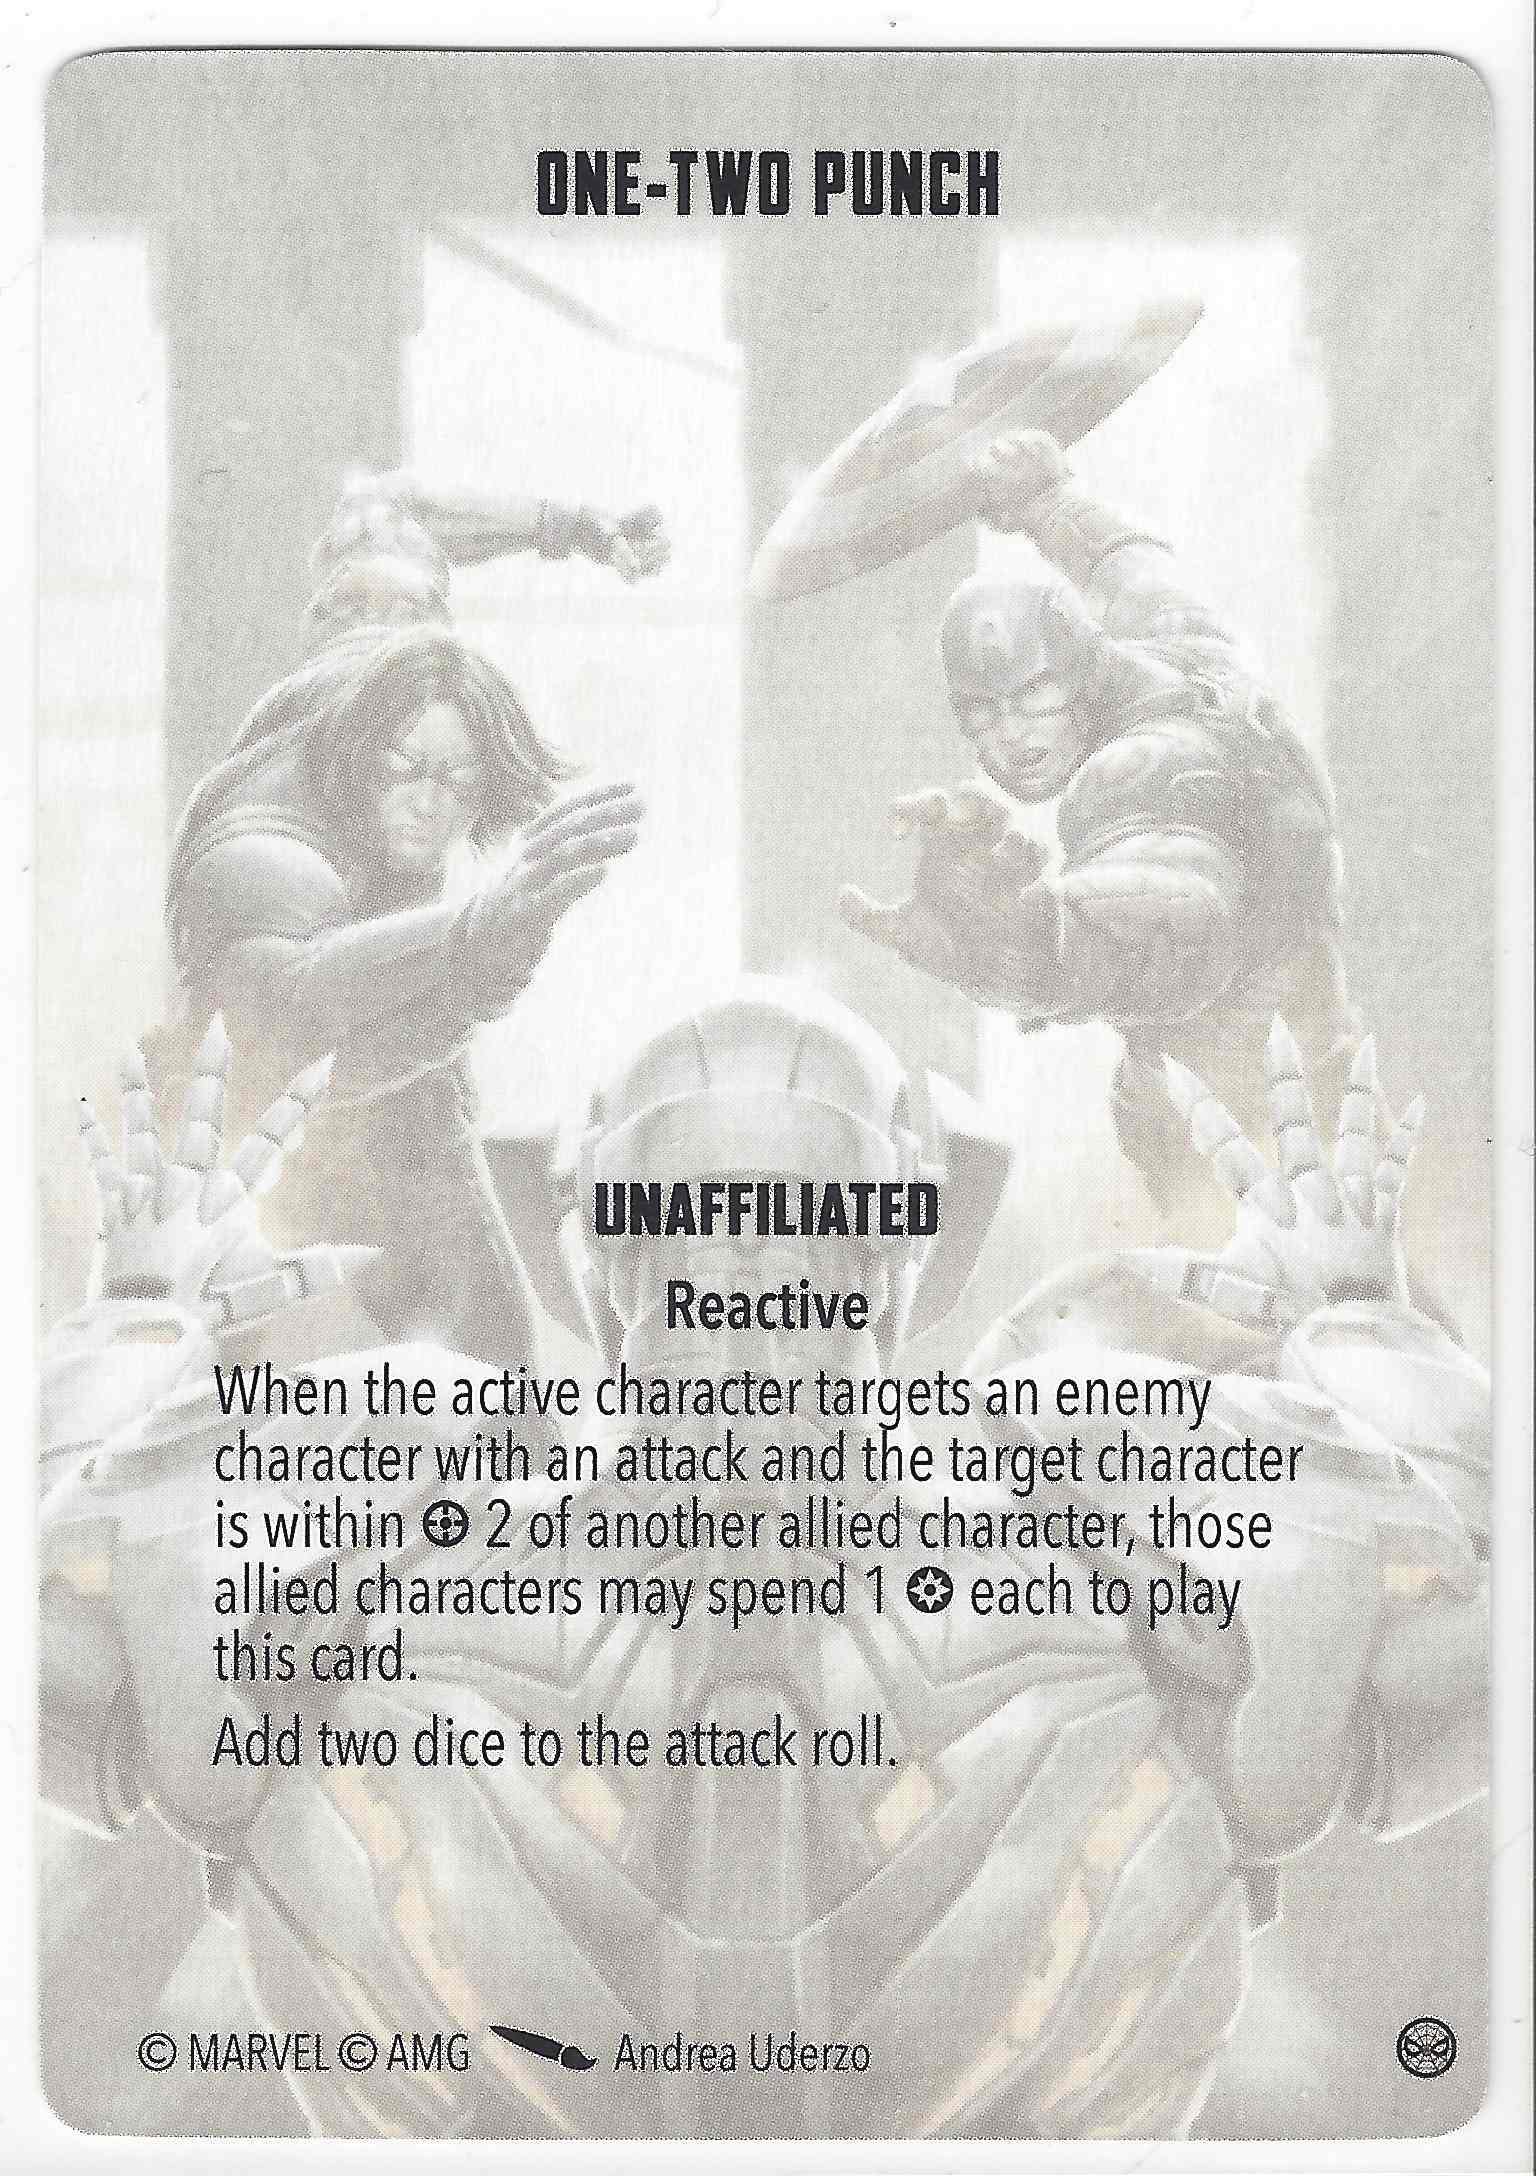 ONE-TWO PUNCH
UNAFFILIATED
Reactive
When the active character targets an enemy
character with an attack and the target character
is within 2 of another allied character, those
allied characters may spend 1 each to play
this card.
Add two dice to the attack roll.
© MARVEL © AMG Andrea Uderzo